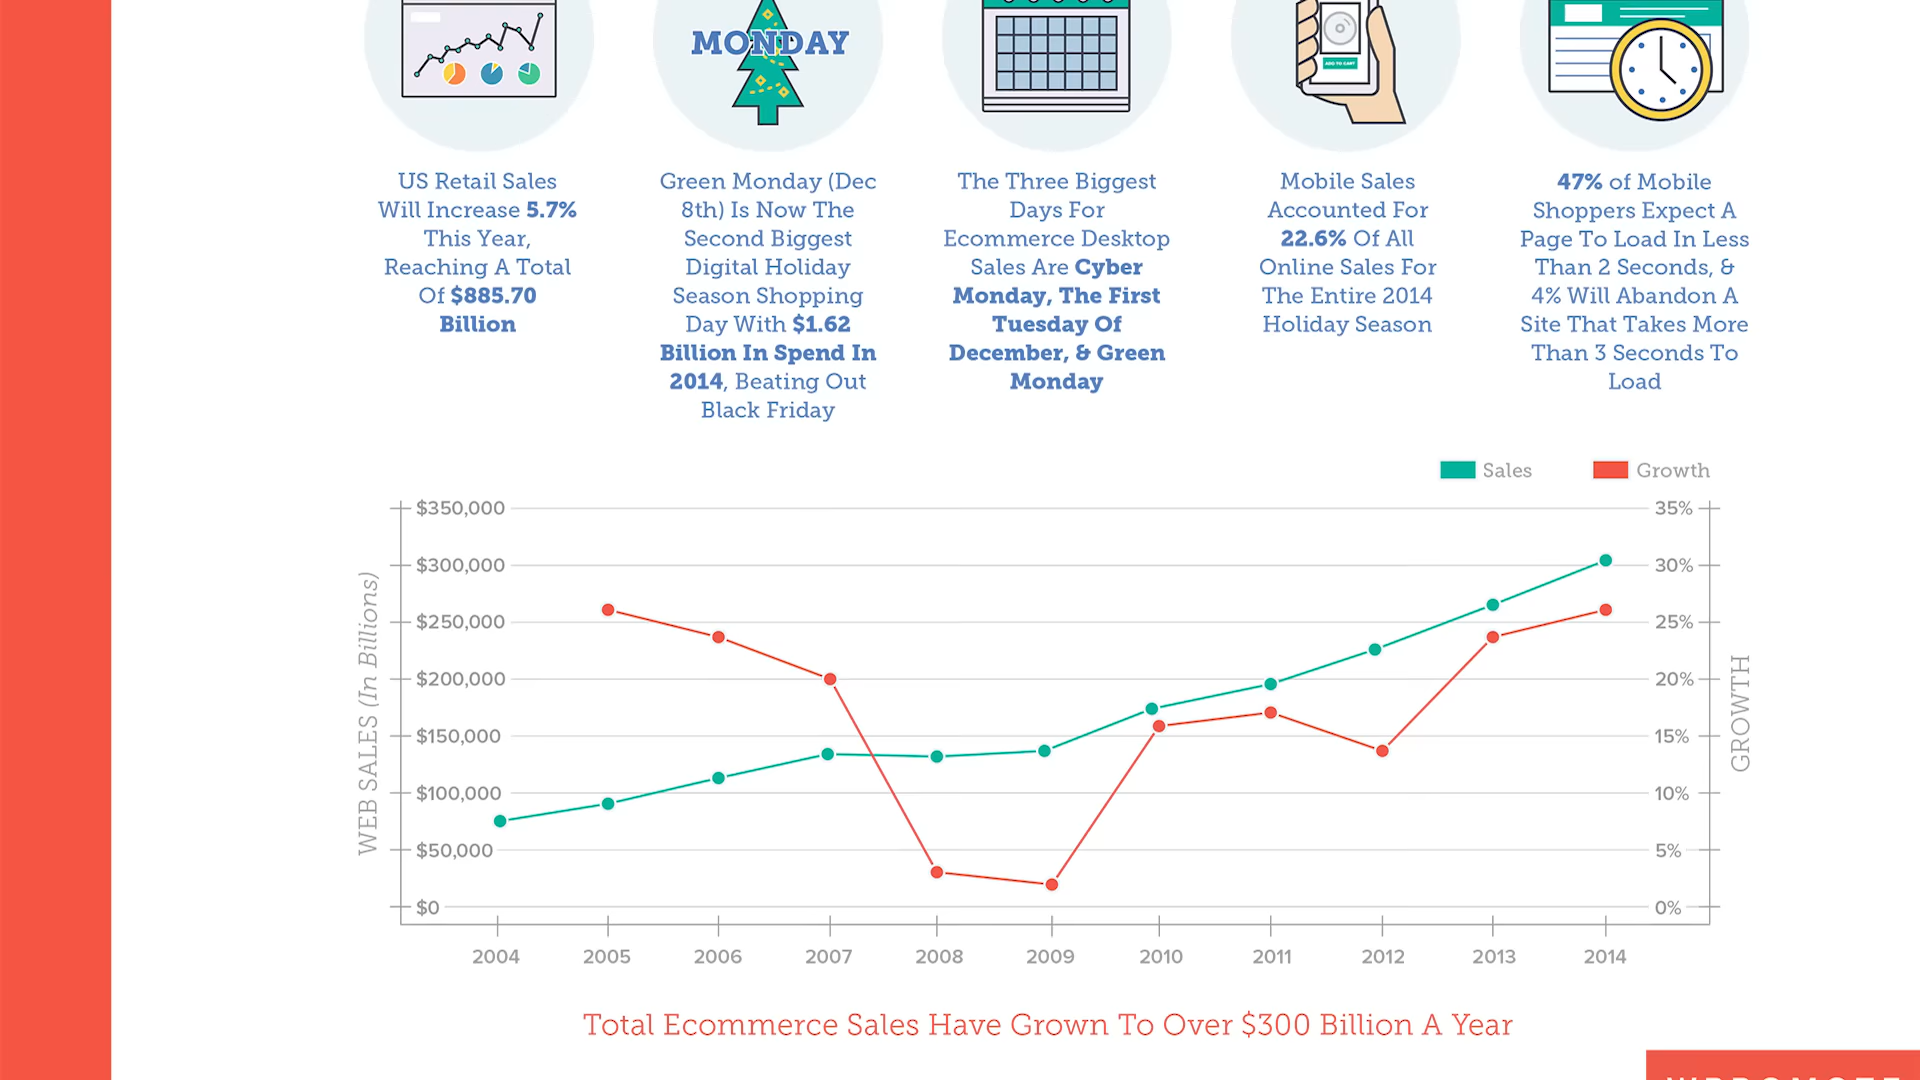 MONDAY
ADD TO CART
US Retail Sales
Will Increase 5.7%
This Year,
Reaching A Total
Of $885.70
Billion
Green Monday (Dec
8th) Is Now The
Second Biggest
Digital Holiday
Season Shopping
Day With $1.62
Billion In Spend In
2014, Beating Out
Black Friday
The Three Biggest
Days For
Ecommerce Desktop
Sales Are Cyber
Monday, The First
Tuesday Of
December, & Green
Monday
Mobile Sales
Accounted For
22.6% Of All
Online Sales For
The Entire 2014
Holiday Season
47% of Mobile
Shoppers Expect A
Page To Load In Less
Than 2 Seconds, &
4% Will Abandon A
Site That Takes More
Than 3 Seconds To
Load
Sales
Growth
WEB SALES (In Billions)
$350,000
$300,000
$250,000
$200,000
$150,000
$100,000
$50,000
$0
35%
30%
25%
20%
15%
10%
5%
0%
GROWTH
2004 2005 2006 2007 2008 2009 2010 2011 2012 2013 2014
Total Ecommerce Sales Have Grown To Over $300 Billion A Year